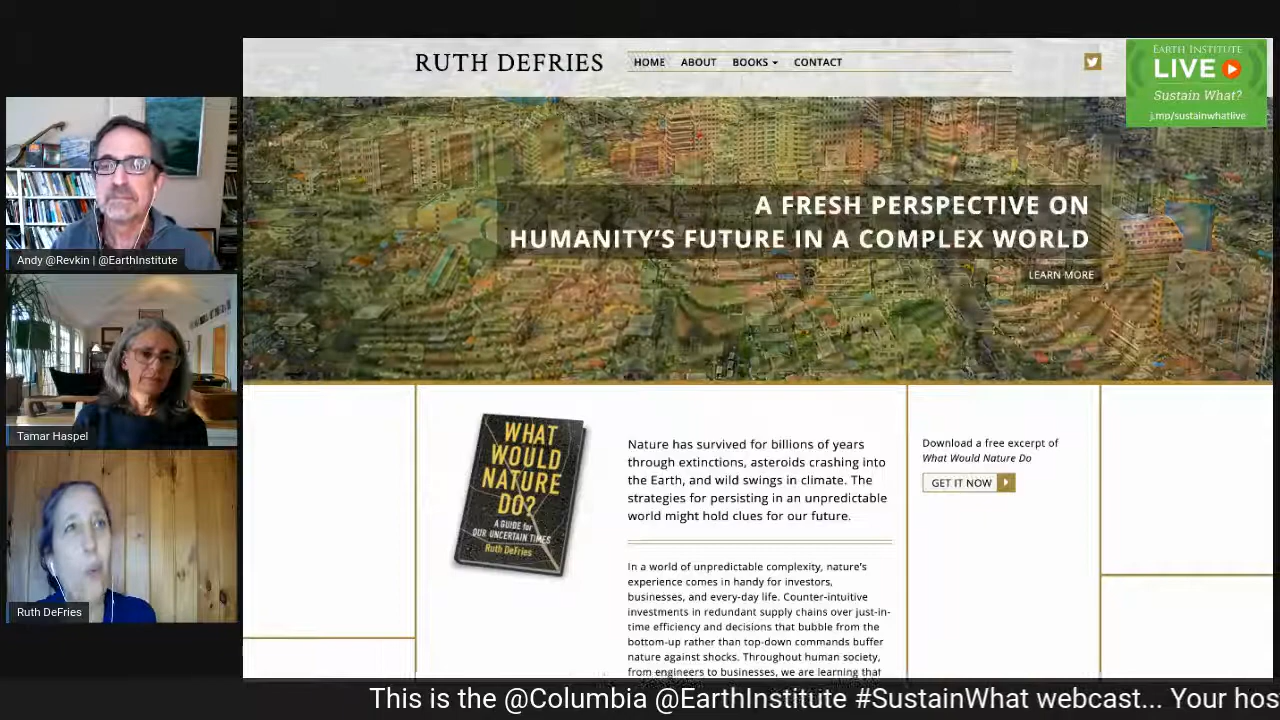 RUTH DEFRIES
HOME ABOUT BOOKS CONTACT
EARTH INSTITUTE
LIVE
Sustain What?
j.mp/sustainwhatlive
A FRESH PERSPECTIVE ON
HUMANITY'S FUTURE IN A COMPLEX WORLD
LEARN MORE
Andy @Revkin | @EarthInstitute
Tamar Haspel
Ruth DeFries
WHAT
WOULD
NATURE
DO?
A GUIDE for
OUR UNCERTAIN TIMES
Ruth DeFries
Nature has survived for billions of years
through extinctions, asteroids crashing into
the Earth, and wild swings in climate. The
strategies for persisting in an unpredictable
world might hold clues for our future.
In a world of unpredictable complexity, nature's
experience comes in handy for investors,
businesses, and every-day life. Counter-intuitive
investments in redundant supply chains over just-in-
time efficiency and decisions that bubble from the
bottom-up rather than top-down commands buffer
nature against shocks. Throughout human society,
from engineers to businesses, we are learning that
Download a free excerpt of
What Would Nature Do
GET IT NOW
This is the @Columbia @EarthInstitute #SustainWhat webcast... Your hos